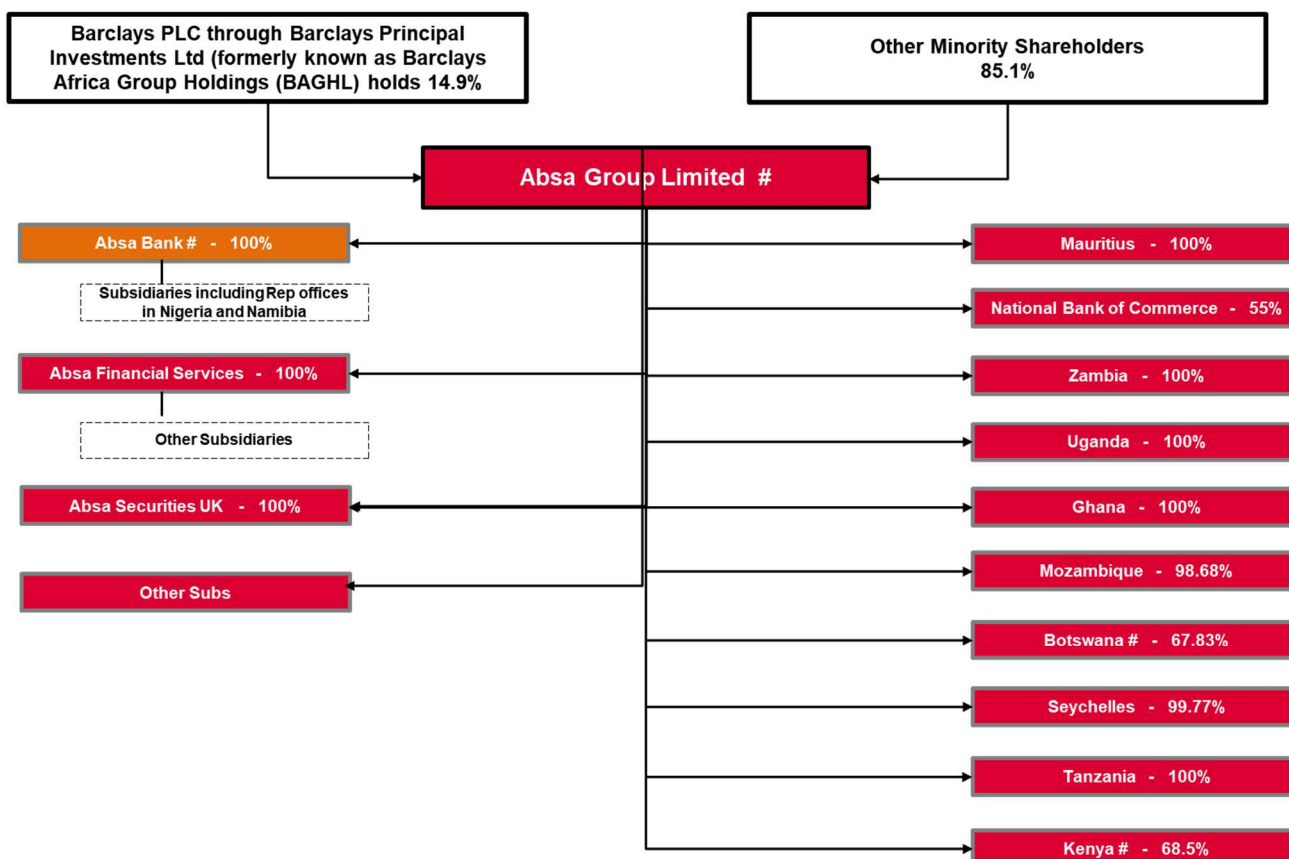 Barclays PLC through Barclays Principal
Investments Ltd (formerly known as Barclays
Africa Group Holdings (BAGHL) holds 14.9%
Other Minority Shareholders
85.1%
Absa Group Limited #
Absa Bank # - 100%
Subsidiaries including Rep offices
in Nigeria and Namibia
Absa Financial Services - 100%
Other Subsidiaries
Absa Securities UK - 100%
Other Subs
Mauritius - 100%
National Bank of Commerce - 55%
Zambia - 100%
Uganda - 100%
Ghana - 100%
Mozambique - 98.68%
Botswana # - 67.83%
Seychelles - 99.77%
Tanzania - 100%
Kenya # - 68.5%